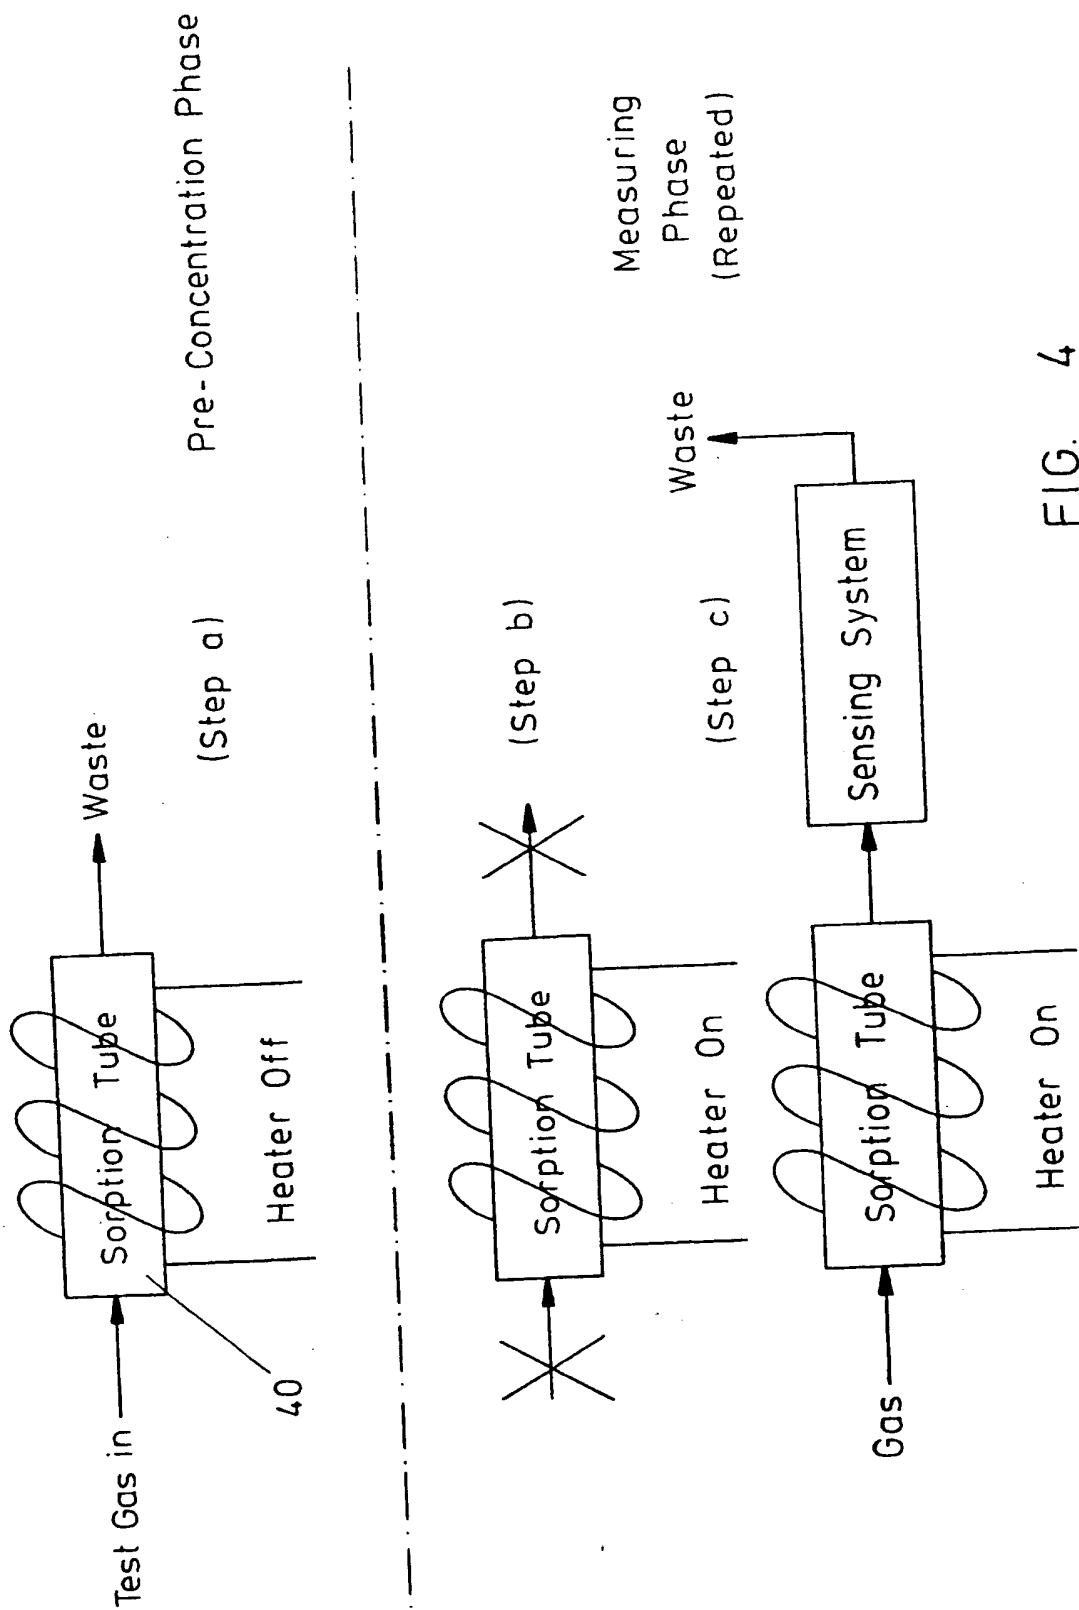 Test Gas in
Sorption Tube
Waste
40
Heater Off
(Step a)
Pre-Concentration Phase
Sorption Tube
Heater On
(Step b)
Measuring
Phase
(Repeated)
(Step c)
Gas
Sorption Tube
Sensing System
Waste
Heater On
FIG. 4